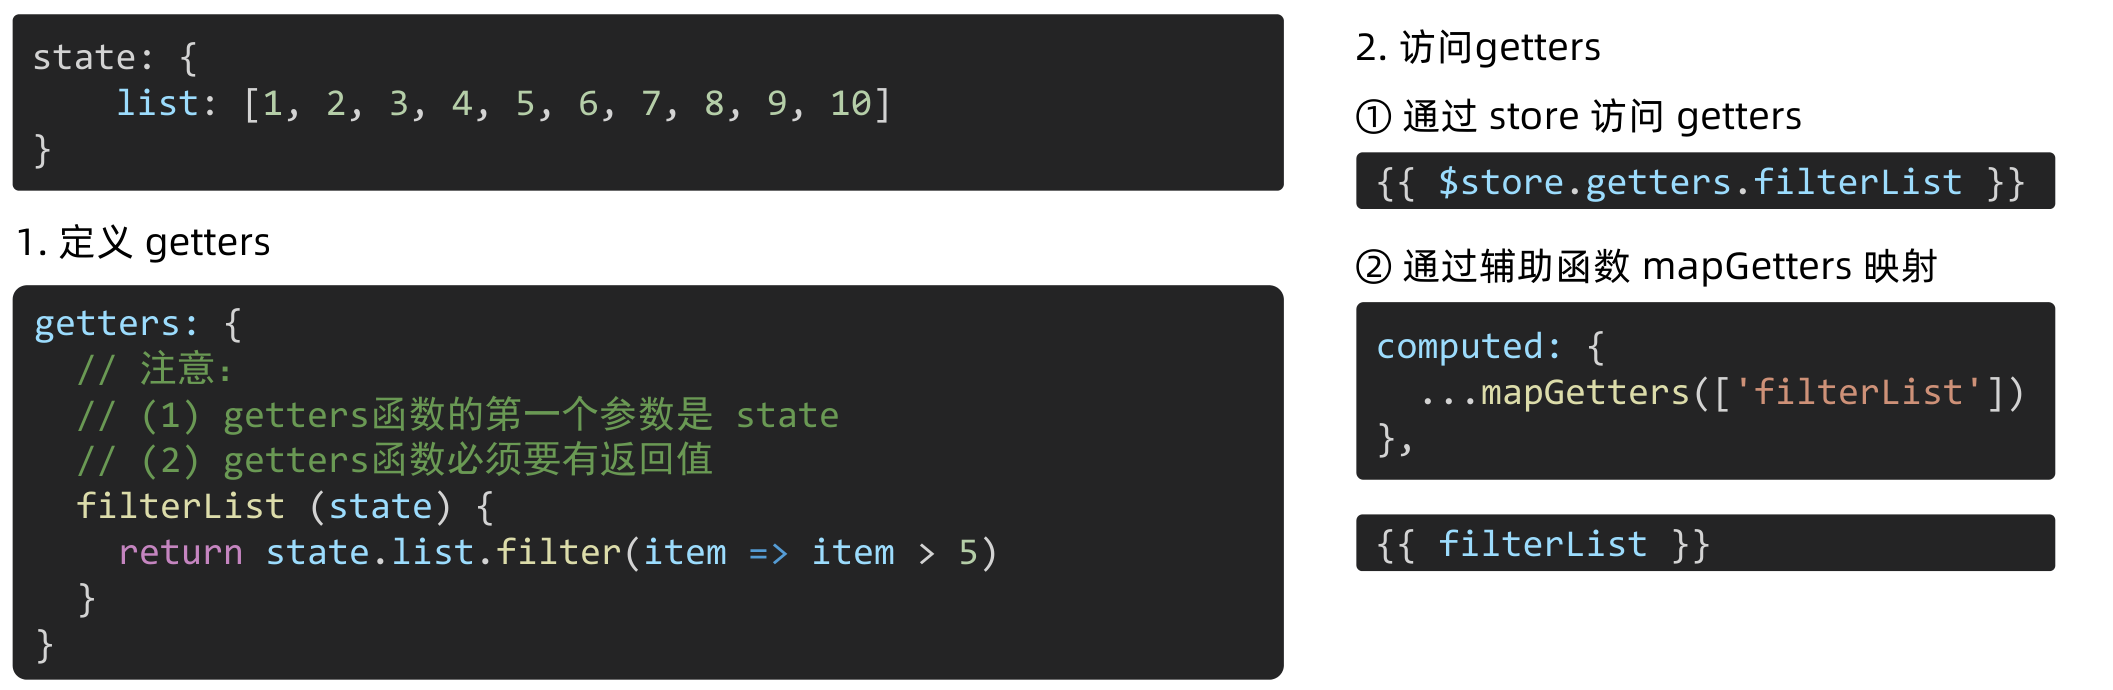 state: {
    list: [1, 2, 3, 4, 5, 6, 7, 8, 9, 10]
}
1. 定义 getters
getters: {
  // 注意：
  // (1) getters函数的第一个参数是 state
  // (2) getters函数必须要有返回值
  filterList (state) {
    return state.list.filter(item => item > 5)
  }
}
2. 访问getters
① 通过 store 访问 getters
{{ $store.getters.filterList }}
② 通过辅助函数 mapGetters 映射
computed: {
  ...mapGetters(['filterList'])
},
{{ filterList }}